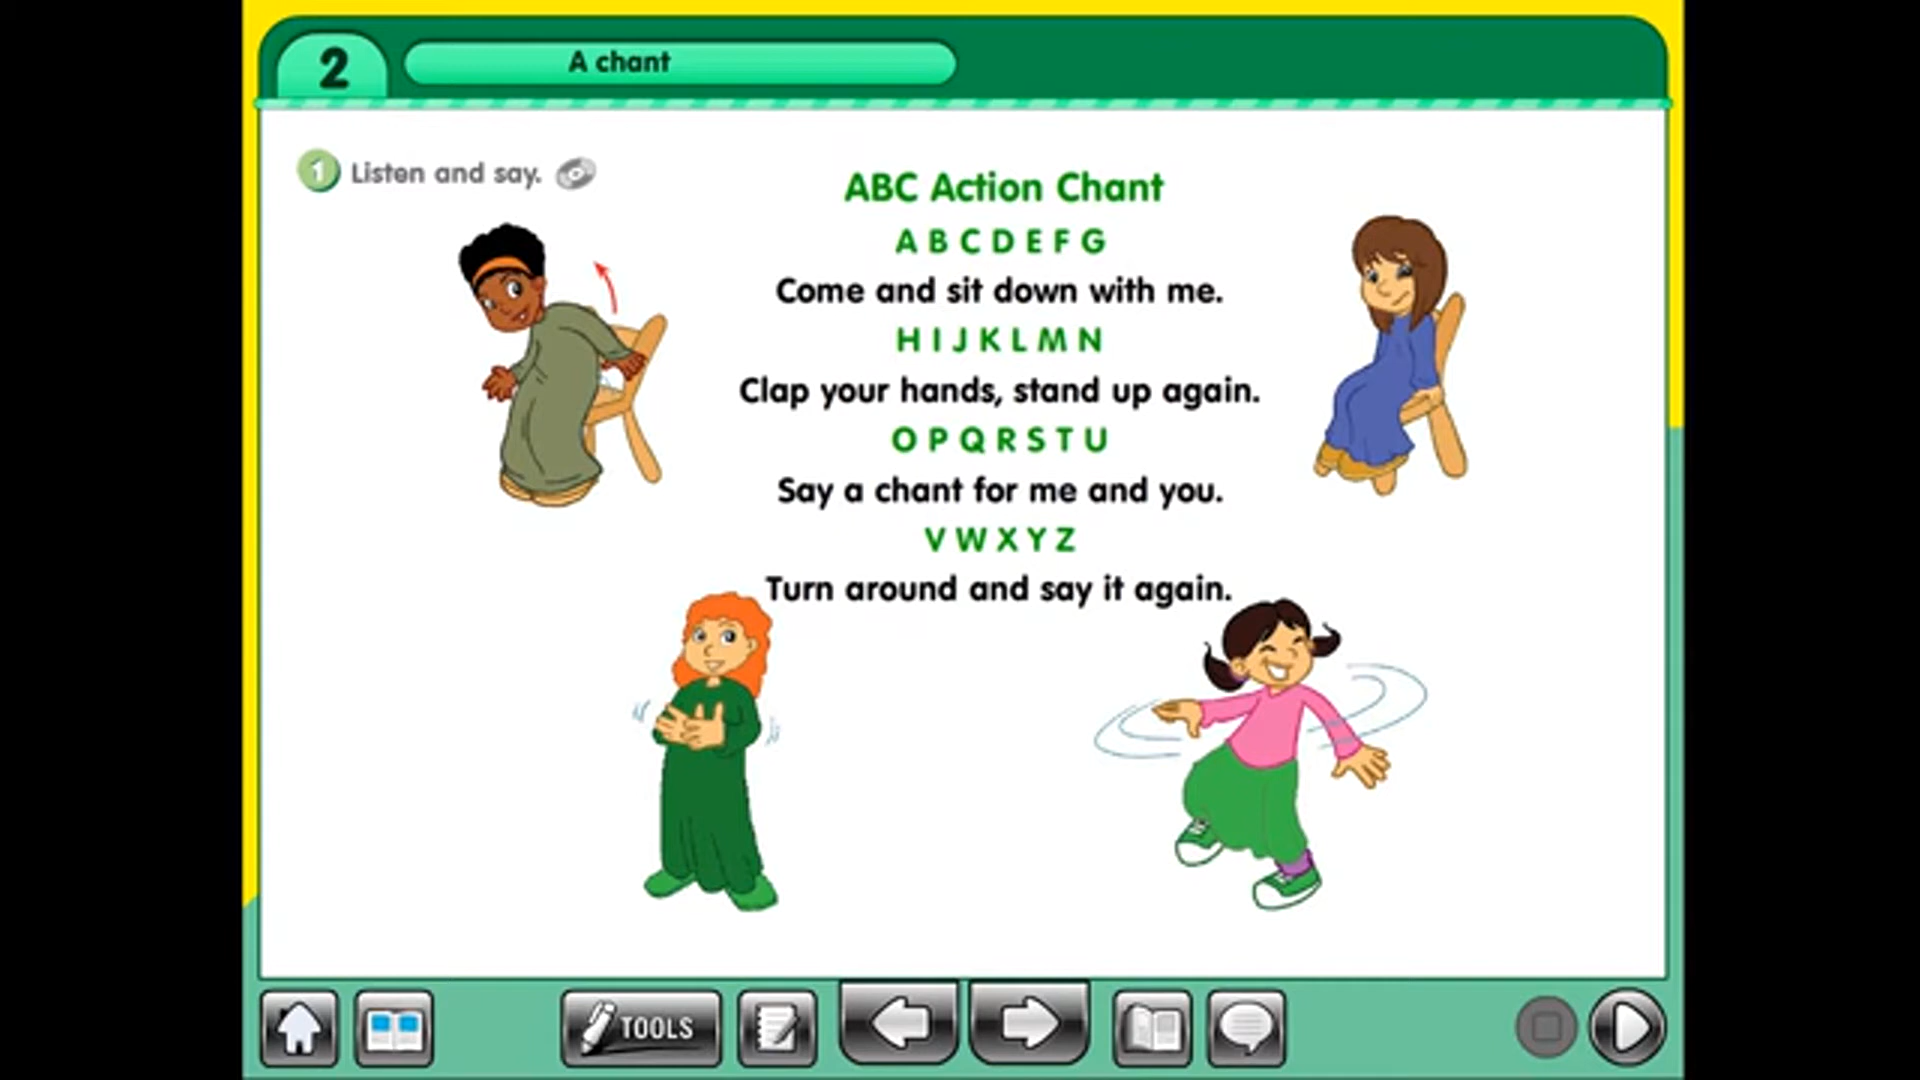 2
A chant
1 Listen and say.
ABC Action Chant
A B C D E F G
Come and sit down with me.
H I J K L M N
Clap your hands, stand up again.
O P Q R S T U
Say a chant for me and you.
V W X Y Z
Turn around and say it again.
TOOLS